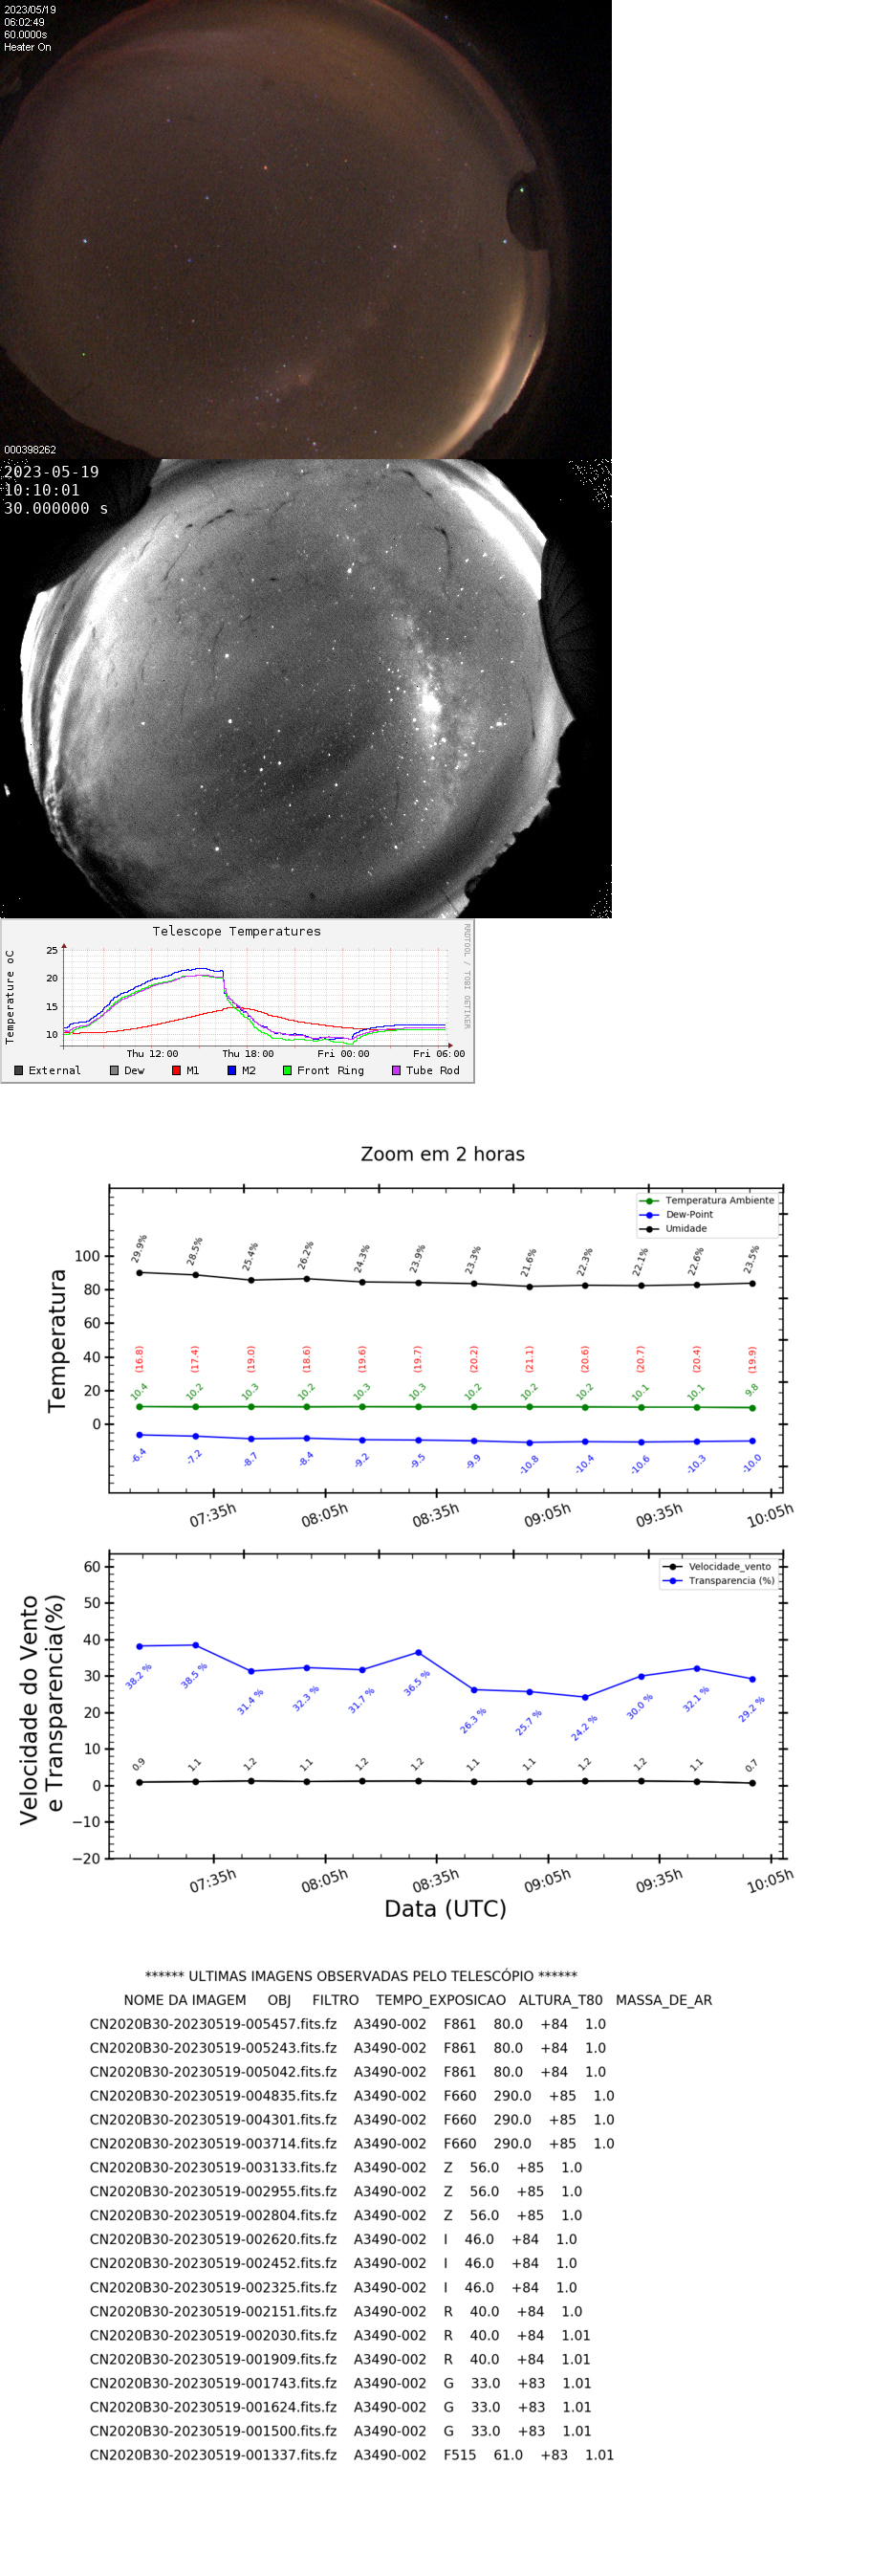 2023/05/19
06:02:49
60.0000s
Heater On
000398262
2023-05-19
10:10:01
30.000000 s
Telescope Temperatures
RRDTOOL / TOBI OETIKER
Temperature oC
25
20
15
10
Thu 12:00 Thu 18:00 Fri 00:00 Fri 06:00
External Dew M1 M2 Front Ring Tube Rod
Zoom em 2 horas
Temperatura Ambiente
Dew-Point
Umidade
Temperatura
100
80
60
40
20
0
29.9% 28.5% 25.4% 26.2% 24.3% 23.9% 23.3% 21.6% 22.3% 22.1% 22.6% 23.5%
(16.8) (17.4) (19.0) (18.6) (19.6) (19.7) (20.2) (21.1) (20.6) (20.7) (20.4) (19.9)
10.4 10.2 10.3 10.2 10.3 10.3 10.2 10.2 10.2 10.1 10.1 9.8
-6.4 -7.2 -8.7 -8.4 -9.2 -9.5 -9.9 -10.8 -10.4 -10.6 -10.3 -10.0
07:35h 08:05h 08:35h 09:05h 09:35h 10:05h
Velocidade_vento
Transparencia (%)
Velocidade do Vento
e Transparencia(%)
60
50
40
30
20
10
0
−10
−20
38.2 % 38.5 % 31.4 % 32.3 % 31.7 % 36.5 % 26.3 % 25.7 % 24.2 % 30.0 % 32.1 % 29.2 %
0.9 1.1 1.2 1.1 1.2 1.2 1.1 1.1 1.2 1.2 1.1 0.7
07:35h 08:05h 08:35h 09:05h 09:35h 10:05h
Data (UTC)
****** ULTIMAS IMAGENS OBSERVADAS PELO TELESCÓPIO ******
NOME DA IMAGEM OBJ FILTRO TEMPO_EXPOSICAO ALTURA_T80 MASSA_DE_AR
CN2020B30-20230519-005457.fits.fz A3490-002 F861 80.0 +84 1.0
CN2020B30-20230519-005243.fits.fz A3490-002 F861 80.0 +84 1.0
CN2020B30-20230519-005042.fits.fz A3490-002 F861 80.0 +84 1.0
CN2020B30-20230519-004835.fits.fz A3490-002 F660 290.0 +85 1.0
CN2020B30-20230519-004301.fits.fz A3490-002 F660 290.0 +85 1.0
CN2020B30-20230519-003714.fits.fz A3490-002 F660 290.0 +85 1.0
CN2020B30-20230519-003133.fits.fz A3490-002 Z 56.0 +85 1.0
CN2020B30-20230519-002955.fits.fz A3490-002 Z 56.0 +85 1.0
CN2020B30-20230519-002804.fits.fz A3490-002 Z 56.0 +85 1.0
CN2020B30-20230519-002620.fits.fz A3490-002 I 46.0 +84 1.0
CN2020B30-20230519-002452.fits.fz A3490-002 I 46.0 +84 1.0
CN2020B30-20230519-002325.fits.fz A3490-002 I 46.0 +84 1.0
CN2020B30-20230519-002151.fits.fz A3490-002 R 40.0 +84 1.0
CN2020B30-20230519-002030.fits.fz A3490-002 R 40.0 +84 1.01
CN2020B30-20230519-001909.fits.fz A3490-002 R 40.0 +84 1.01
CN2020B30-20230519-001743.fits.fz A3490-002 G 33.0 +83 1.01
CN2020B30-20230519-001624.fits.fz A3490-002 G 33.0 +83 1.01
CN2020B30-20230519-001500.fits.fz A3490-002 G 33.0 +83 1.01
CN2020B30-20230519-001337.fits.fz A3490-002 F515 61.0 +83 1.01